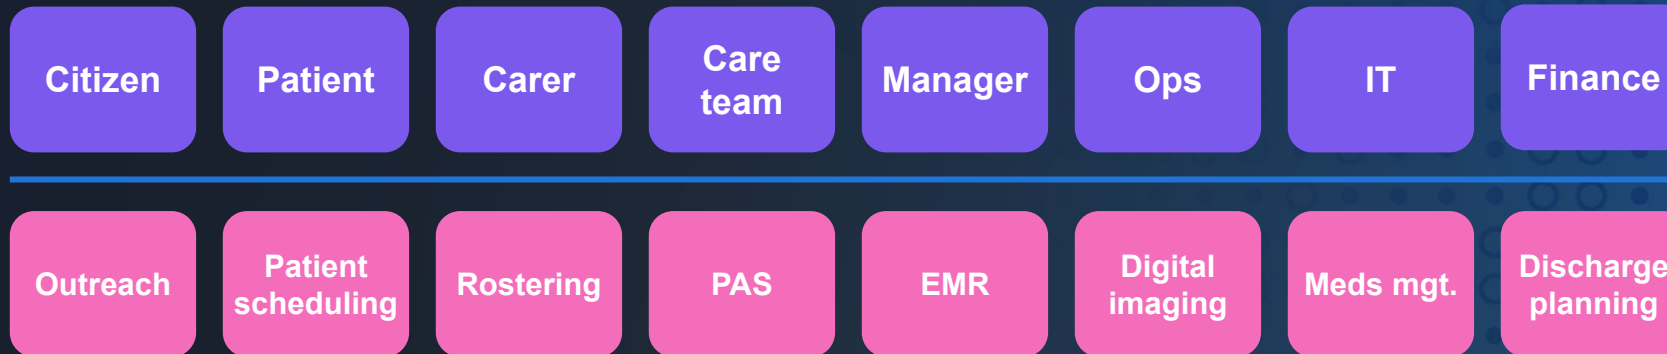 Citizen
Patient
Carer
Care
team
Manager
Ops
IT
Finance
Outreach
Patient
scheduling
Rostering
PAS
EMR
Digital
imaging
Meds mgt.
Discharge
planning